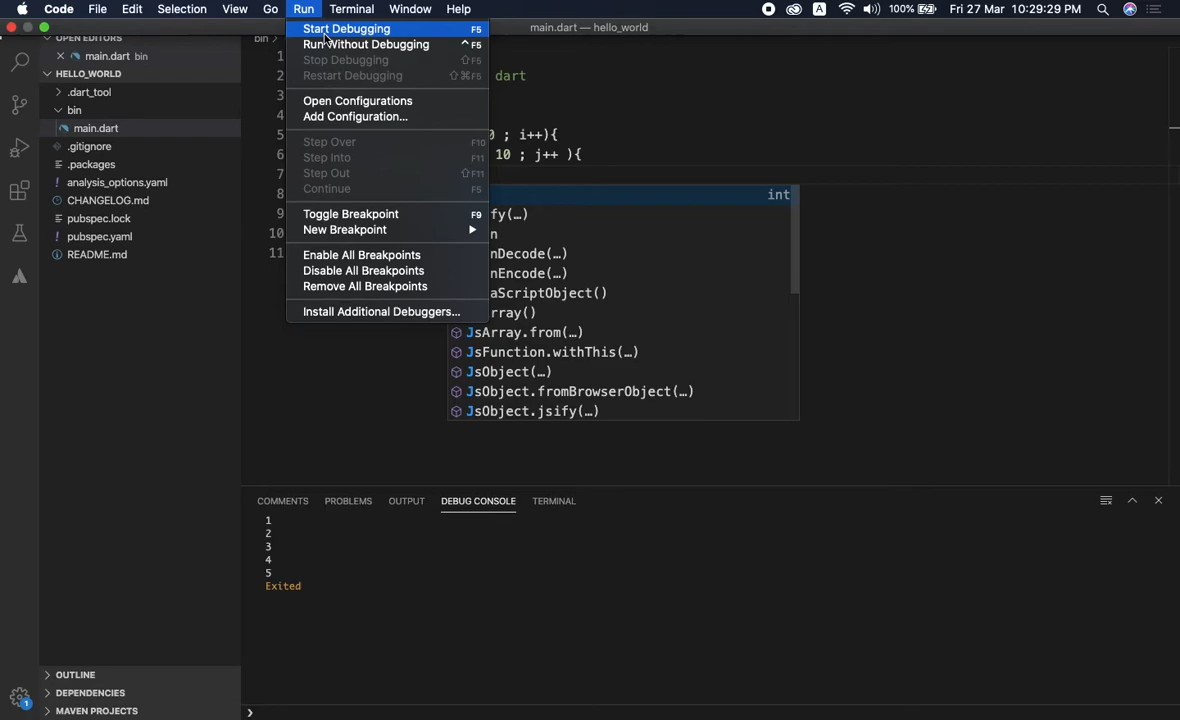 Code File Edit Selection View Go Run Terminal Window Help A 100% Fri 27 Mar 10:29:29 PM
main.dart — hello_world
OPEN EDITORS
main.dart bin
HELLO_WORLD
.dart_tool
bin
main.dart
.gitignore
.packages
! analysis_options.yaml
CHANGELOG.md
pubspec.lock
! pubspec.yaml
README.md
OUTLINE
DEPENDENCIES
MAVEN PROJECTS
1
Start Debugging F5
Run Without Debugging ^F5
Stop Debugging ⇧F5
Restart Debugging ⇧⌘F5
Open Configurations
Add Configuration...
Step Over F10
Step Into F11
Step Out ⇧F11
Continue F5
Toggle Breakpoint F9
New Breakpoint
Enable All Breakpoints
Disable All Breakpoints
Remove All Breakpoints
Install Additional Debuggers...
bin >
1
2 dart
3
4
5 0 ; i++){
6 10 ; j++ ){
7
8
9
10
11
int
fy(…)
n
nDecode(…)
nEncode(…)
aScriptObject()
rray()
JsArray.from(…)
JsFunction.withThis(…)
JsObject(…)
JsObject.fromBrowserObject(…)
JsObject.jsify(…)
COMMENTS PROBLEMS OUTPUT DEBUG CONSOLE TERMINAL
1
2
3
4
5
Exited